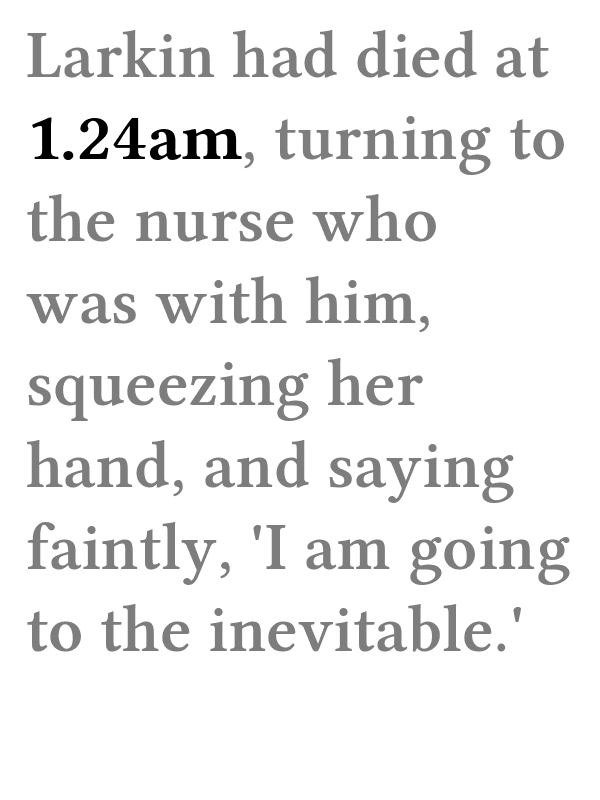 Larkin had died at
1.24am, turning to
the nurse who
was with him,
squeezing her
hand, and saying
faintly, 'I am going
to the inevitable.'